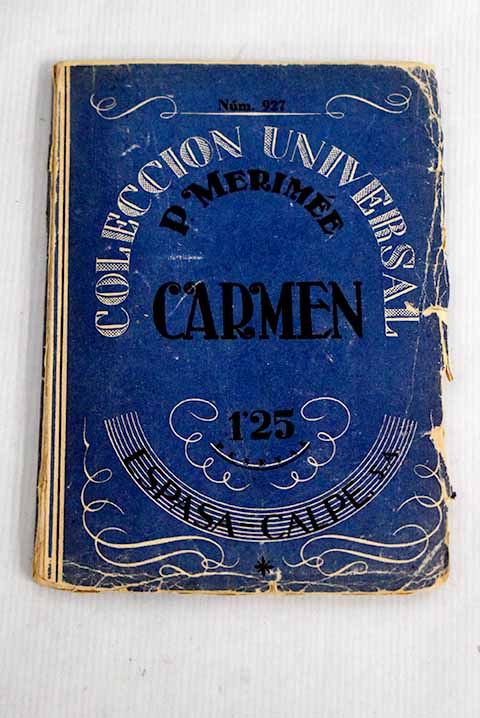 Núm. 927
COLECCION UNIVERSAL
P. MERIMÉE
CARMEN
1'25
ESPASA-CALPE, S.A.